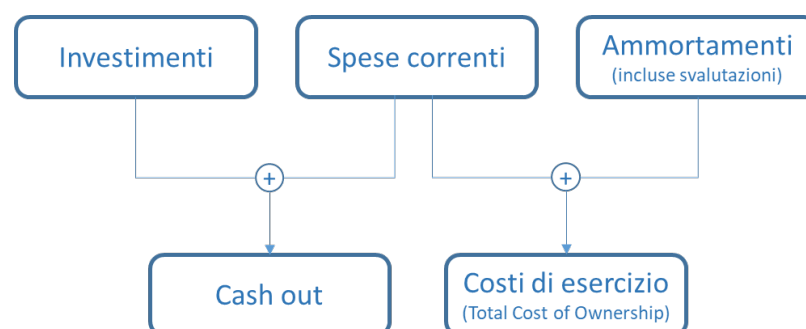 Investimenti
Spese correnti
Ammortamenti
(incluse svalutazioni)
+
+
Cash out
Costi di esercizio
(Total Cost of Ownership)